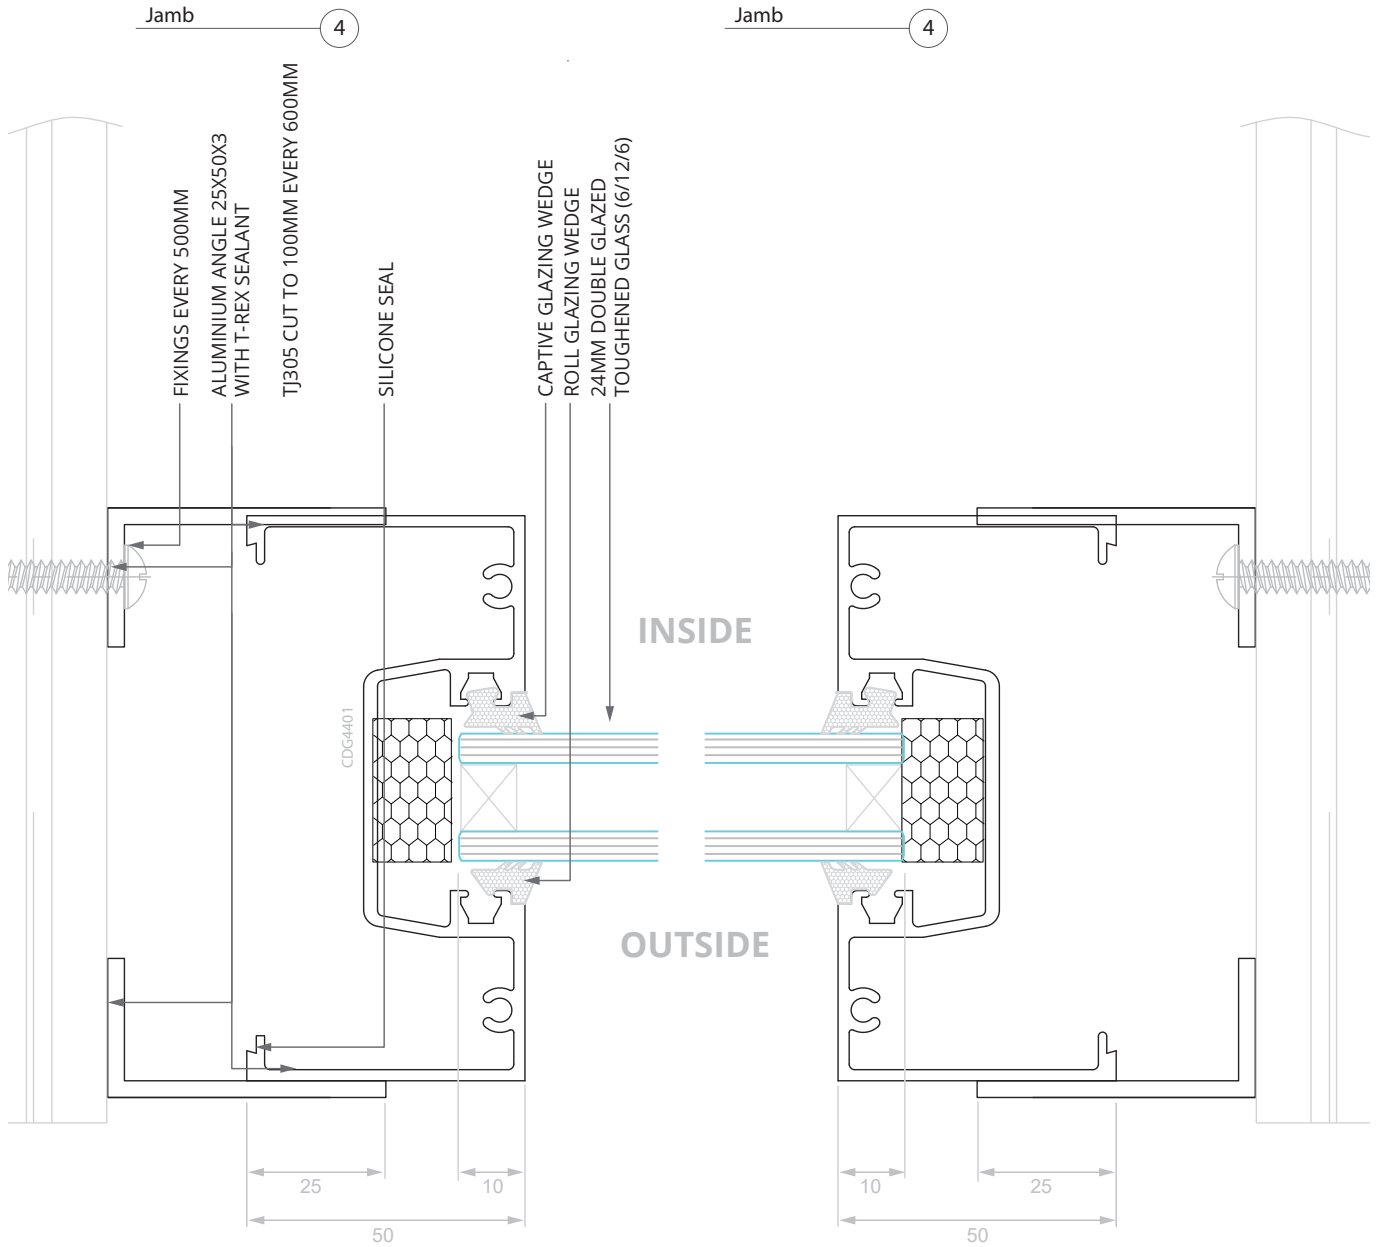 Jamb
4
Jamb
4
FIXINGS EVERY 500MM
ALUMINIUM ANGLE 25X50X3
WITH T-REX SEALANT
TJ305 CUT TO 100MM EVERY 600MM
SILICONE SEAL
CAPTIVE GLAZING WEDGE
ROLL GLAZING WEDGE
24MM DOUBLE GLAZED
TOUGHENED GLASS (6/12/6)
INSIDE
CDG4401
OUTSIDE
25
10
50
10
25
50